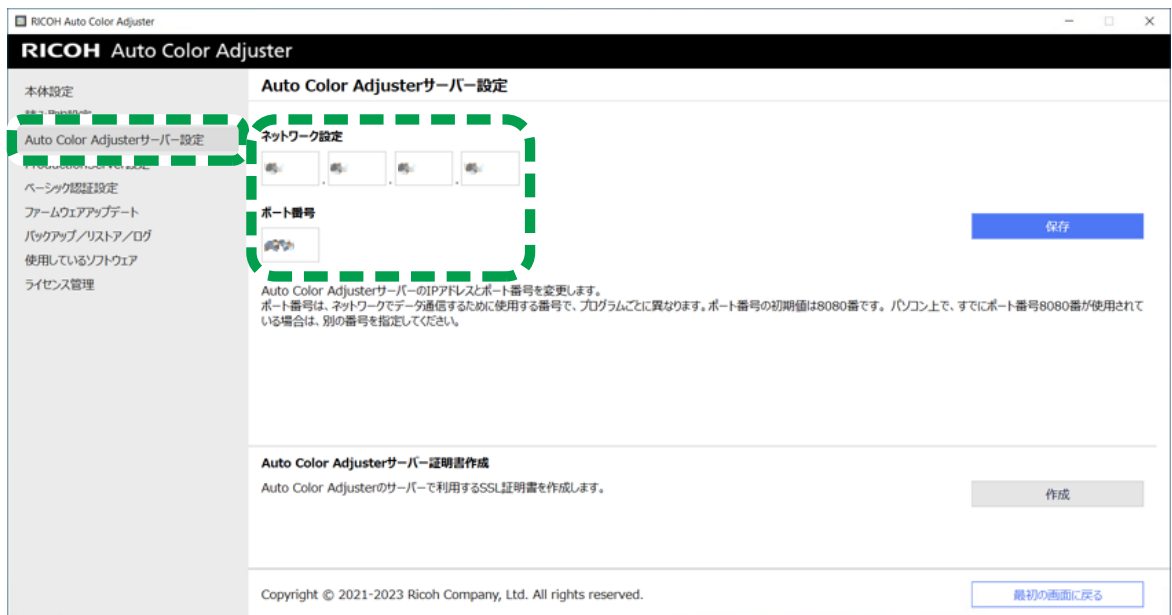 RICOH Auto Color Adjuster
RICOH Auto Color Adjuster
本体設定
Auto Color Adjusterサーバー設定
ベーシック認証設定
ファームウェアアップデート
バックアップ／リストア／ログ
使用しているソフトウェア
ライセンス管理
Auto Color Adjusterサーバー設定
ネットワーク設定
. . .
ポート番号
保存
Auto Color AdjusterサーバーのIPアドレスとポート番号を変更します。
ポート番号は、ネットワークでデータ通信するために使用する番号で、プログラムごとに異なります。ポート番号の初期値は8080番です。パソコン上で、すでにポート番号8080番が使用されて
いる場合は、別の番号を指定してください。
Auto Color Adjusterサーバー証明書作成
Auto Color Adjusterのサーバーで利用するSSL証明書を作成します。
作成
Copyright © 2021-2023 Ricoh Company, Ltd. All rights reserved.
最初の画面に戻る